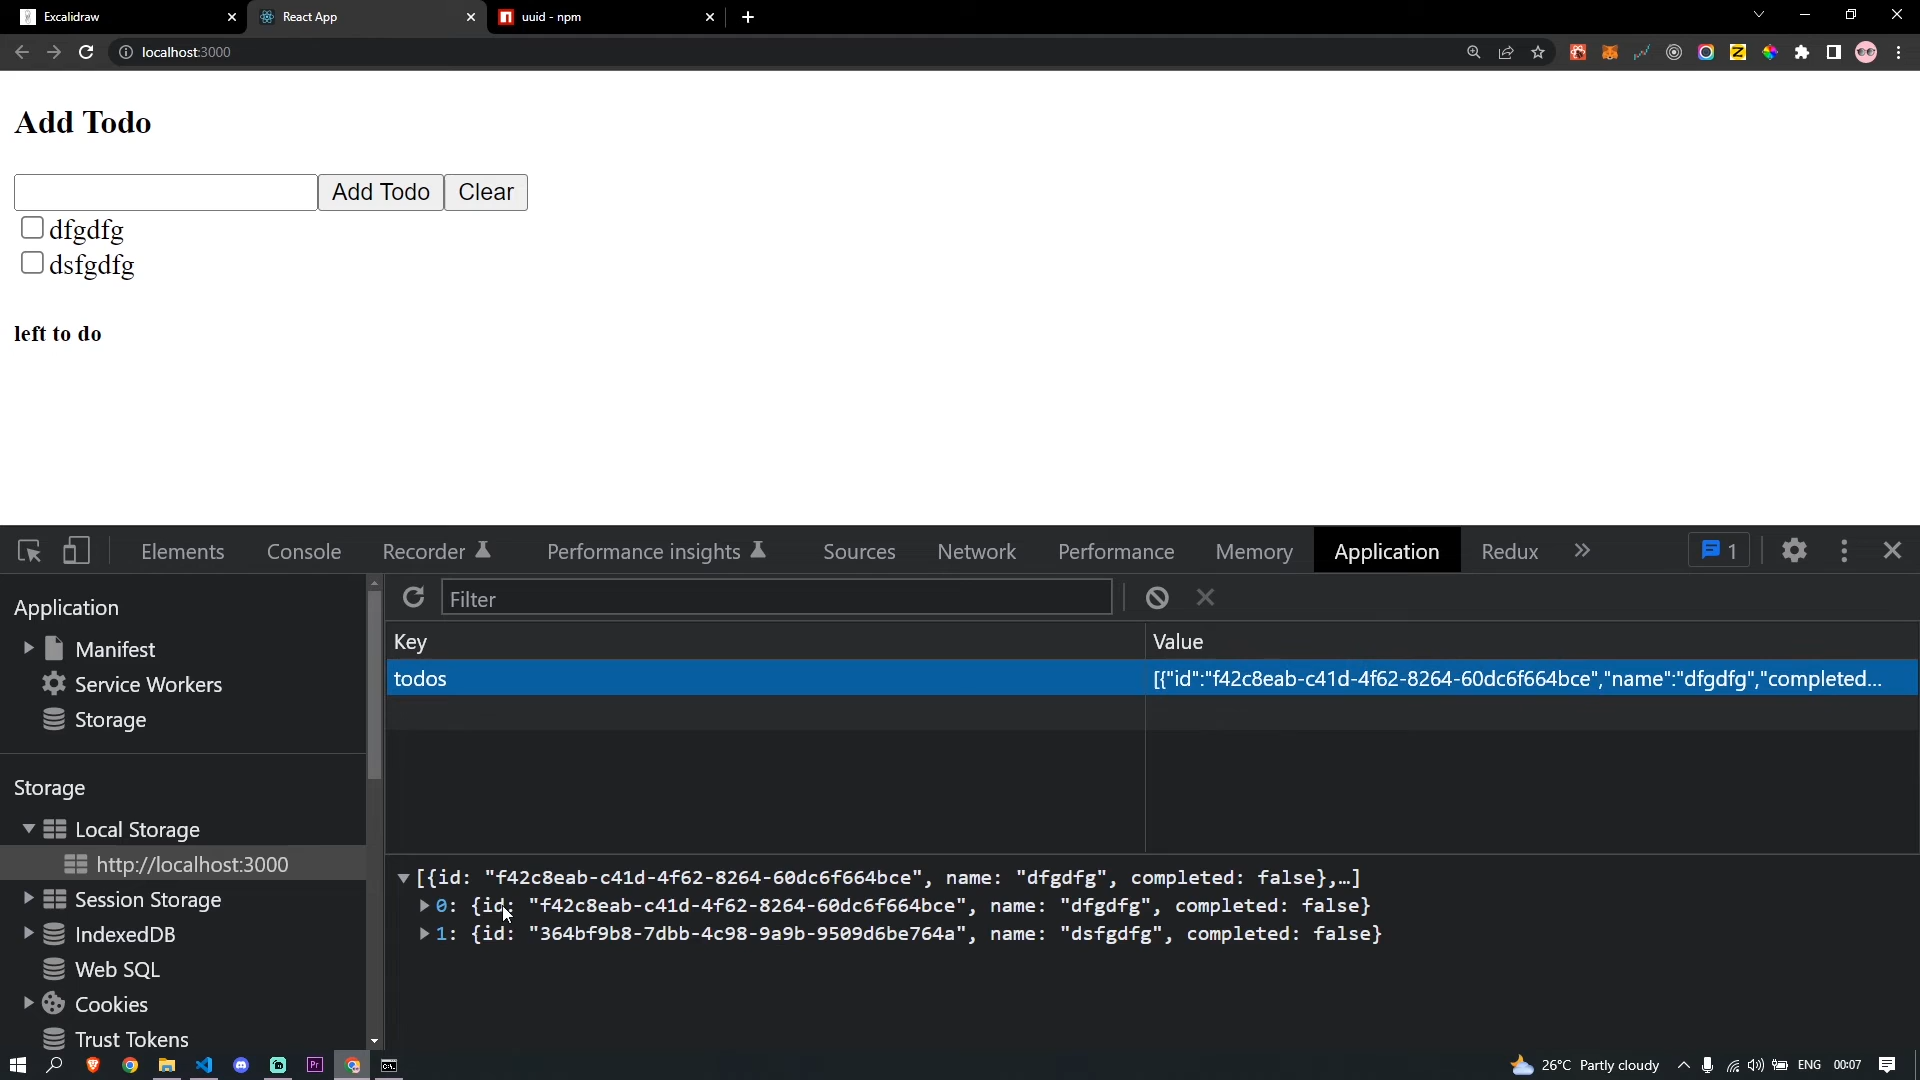 Excalidraw
React App
uuid - npm
localhost:3000
Add Todo
Add Todo Clear
dfgdfg
dsfgdfg
left to do
Elements Console Recorder Performance insights Sources Network Performance Memory Application Redux 1
Application
Manifest
Service Workers
Storage
Storage
Local Storage
http://localhost:3000
Session Storage
IndexedDB
Web SQL
Cookies
Trust Tokens
Filter
Key Value
todos [{"id":"f42c8eab-c41d-4f62-8264-60dc6f664bce","name":"dfgdfg","completed...
[{id: "f42c8eab-c41d-4f62-8264-60dc6f664bce", name: "dfgdfg", completed: false},…]
0: {id: "f42c8eab-c41d-4f62-8264-60dc6f664bce", name: "dfgdfg", completed: false}
1: {id: "364bf9b8-7dbb-4c98-9a9b-9509d6be764a", name: "dsfgdfg", completed: false}
Pr
26°C Partly cloudy ENG 00:07